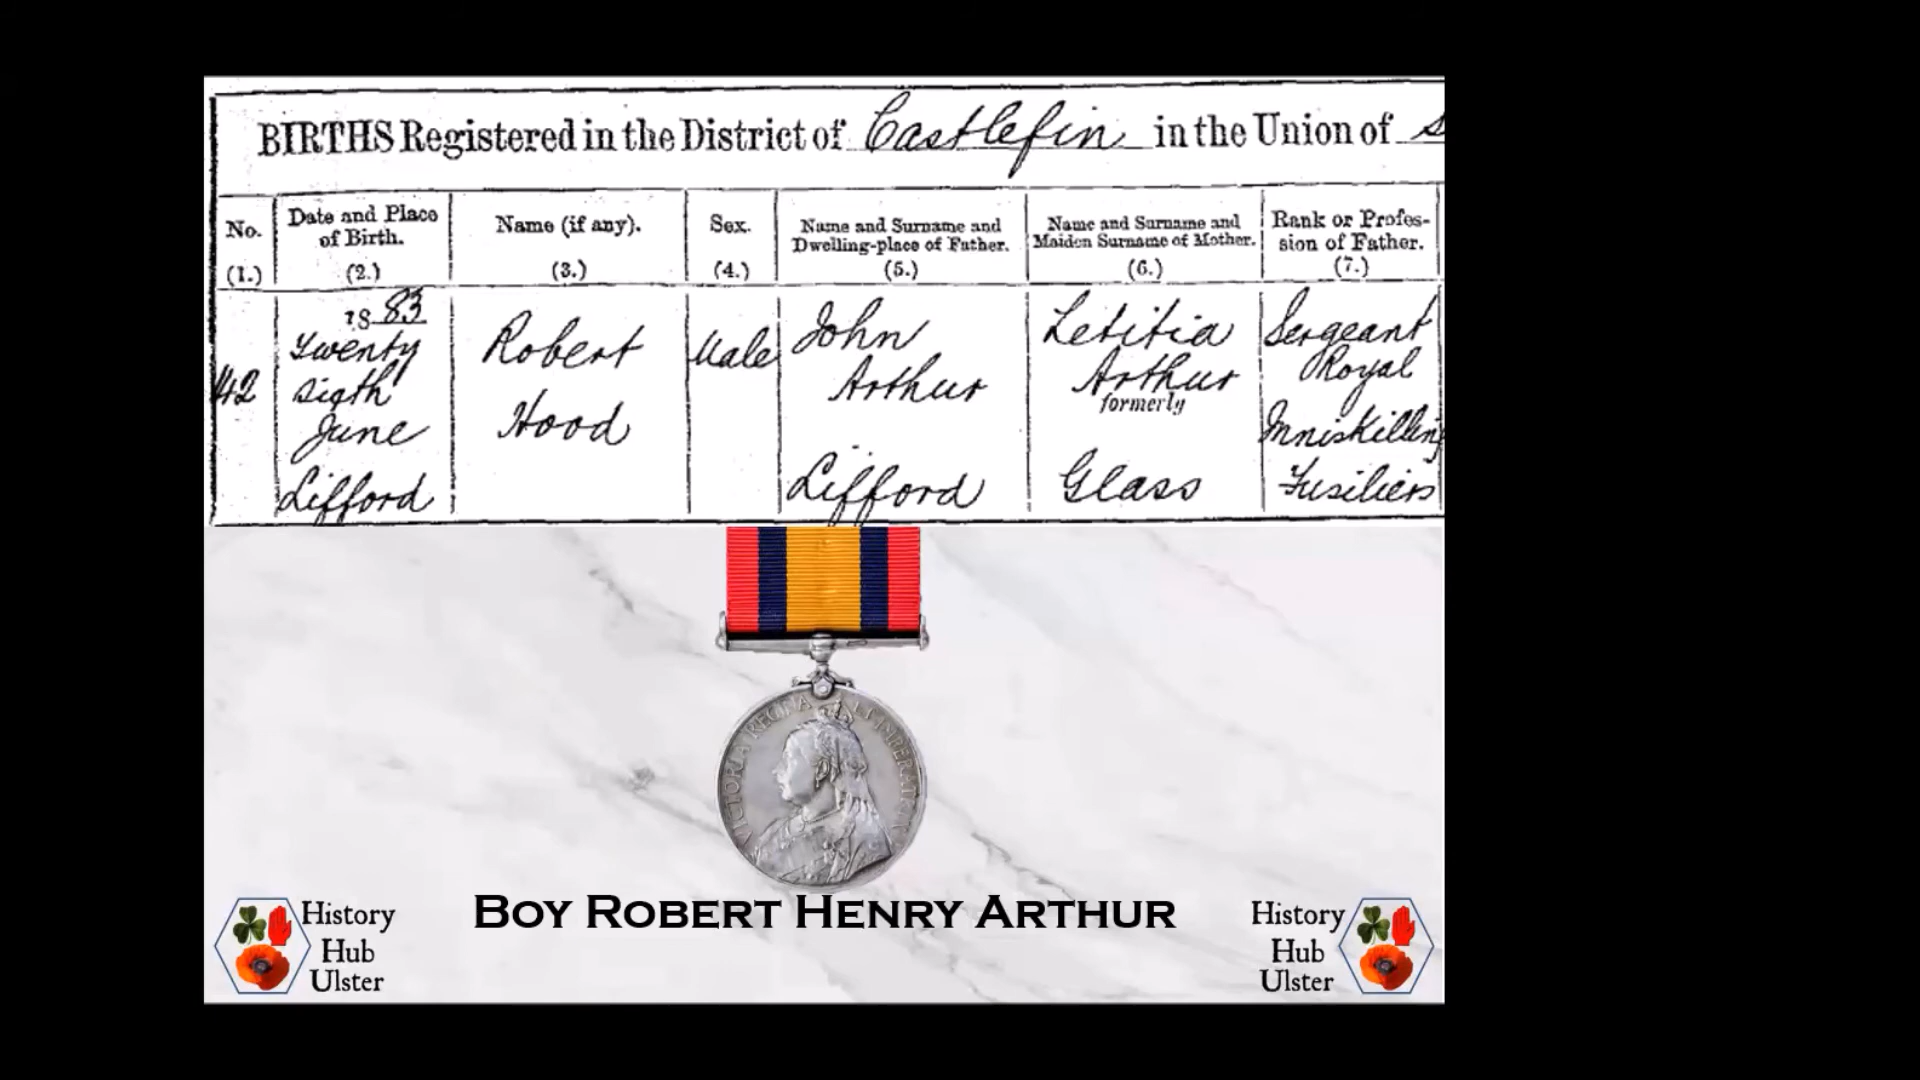 BIRTHS Registered in the District of Castlefin in the Union of S
No. Date and Place of Birth. Name (if any). Sex. Name and Surname and Dwelling-place of Father. Name and Surname and Maiden Surname of Mother. Rank or Profes-sion of Father.
(1.) (2.) (3.) (4.) (5.) (6.) (7.)
42
1883
Twenty
Sixth
June
Lifford
Robert
Hood
Male
John
Arthur
Lifford
Letitia
Arthur
formerly
Glass
Sergeant
Royal
Inniskilling
Fusiliers
VICTORIA REGINA ET IMPERAT
BOY ROBERT HENRY ARTHUR
History
Hub
Ulster
History
Hub
Ulster